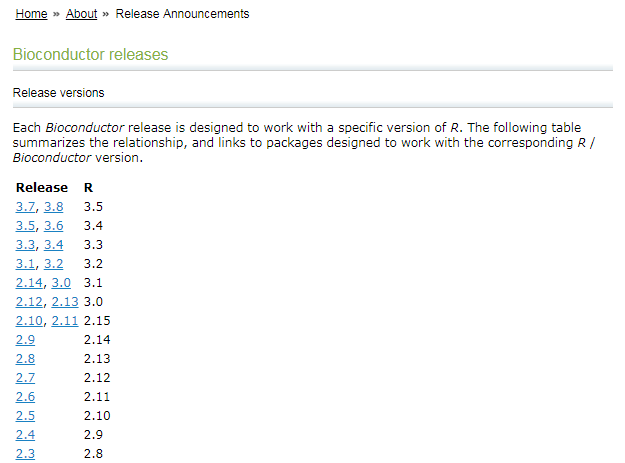 Home » About » Release Announcements
Bioconductor releases
Release versions
Each Bioconductor release is designed to work with a specific version of R. The following table
summarizes the relationship, and links to packages designed to work with the corresponding R /
Bioconductor version.
Release R
3.7, 3.8 3.5
3.5, 3.6 3.4
3.3, 3.4 3.3
3.1, 3.2 3.2
2.14, 3.0 3.1
2.12, 2.13 3.0
2.10, 2.11 2.15
2.9 2.14
2.8 2.13
2.7 2.12
2.6 2.11
2.5 2.10
2.4 2.9
2.3 2.8